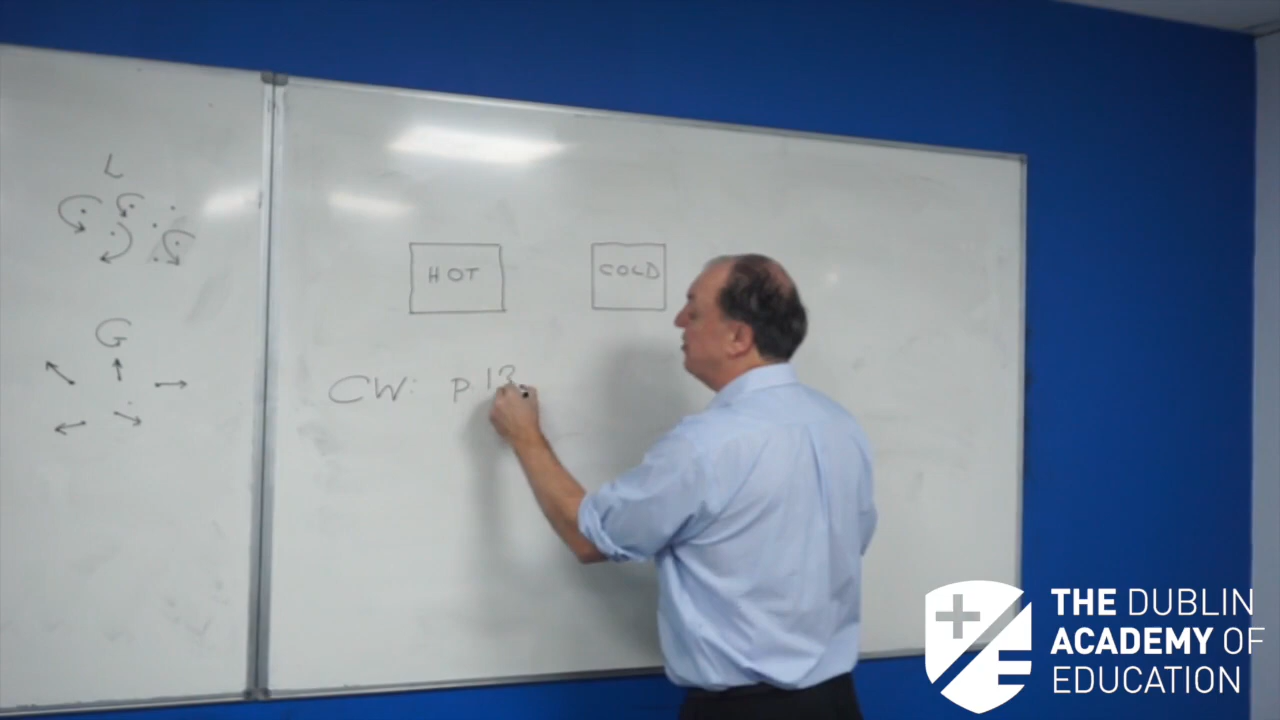 L
G
HOT
COLD
CW: p 13
THE DUBLIN
ACADEMY OF
EDUCATION